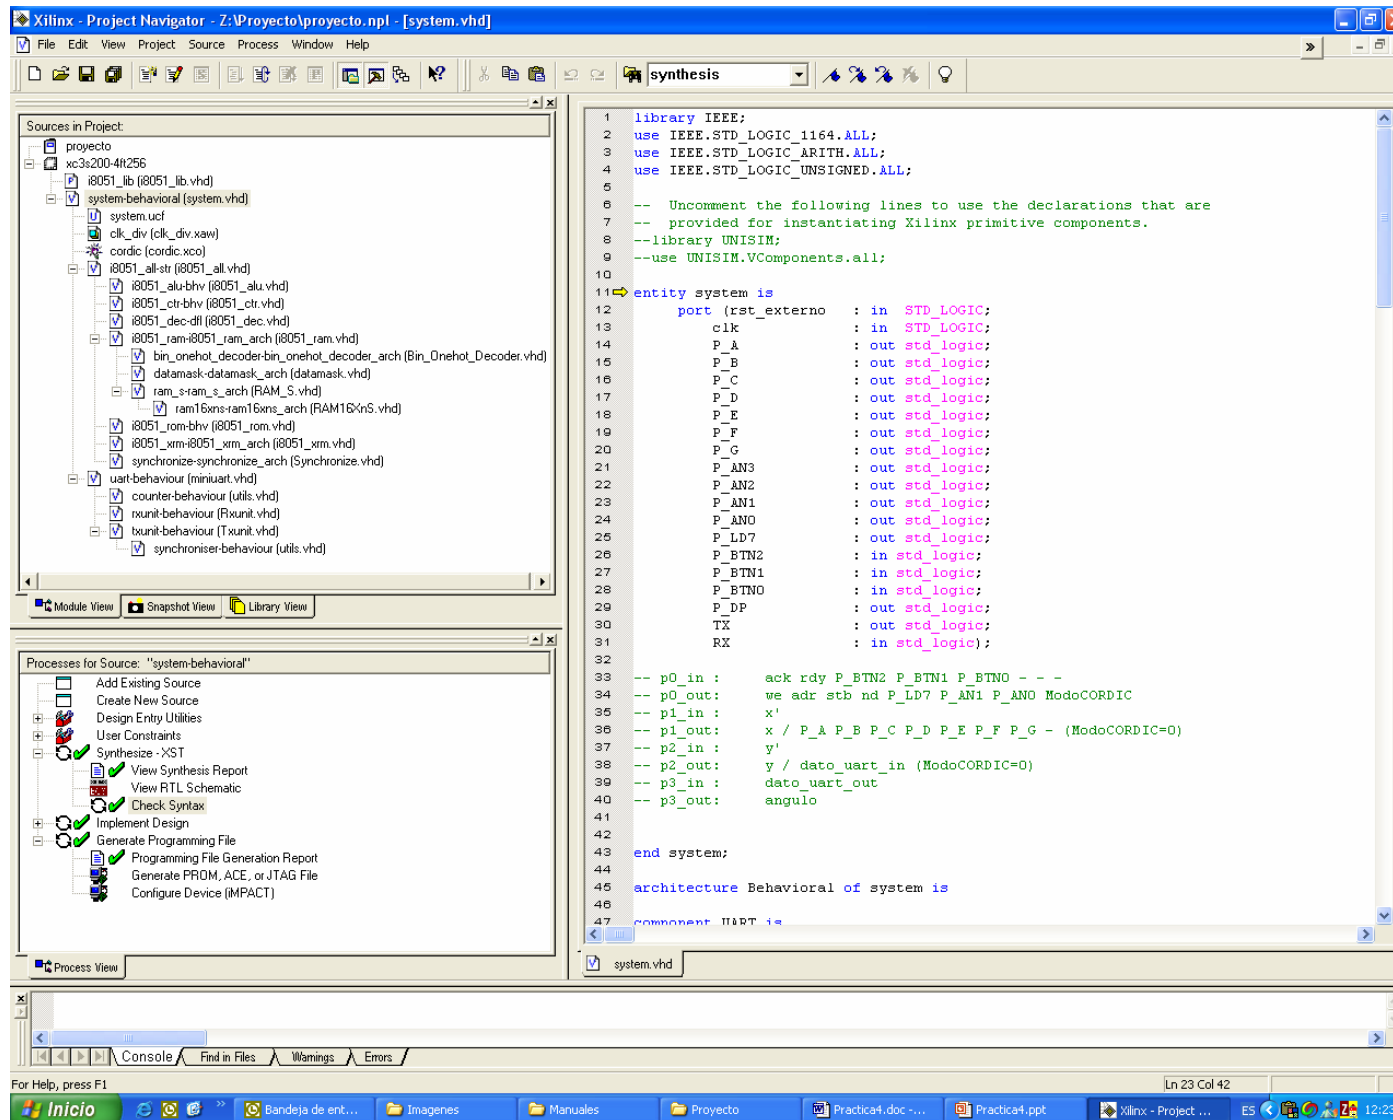 Xilinx - Project Navigator - Z:\Proyecto\proyecto.npl - [system.vhd]
File Edit View Project Source Process Window Help
synthesis
Sources in Project:
proyecto
xc3s200-4ft256
i8051_lib (i8051_lib.vhd)
system-behavioral (system.vhd)
system.ucf
clk_div (clk_div.xaw)
cordic (cordic.xco)
i8051_all-str (i8051_all.vhd)
i8051_alu-bhv (i8051_alu.vhd)
i8051_ctr-bhv (i8051_ctr.vhd)
i8051_dec-dfl (i8051_dec.vhd)
i8051_ram-i8051_ram_arch (i8051_ram.vhd)
bin_onehot_decoder-bin_onehot_decoder_arch (Bin_Onehot_Decoder.vhd)
datamask-datamask_arch (datamask.vhd)
ram_s-ram_s_arch (RAM_S.vhd)
ram16xns-ram16xns_arch (RAM16XnS.vhd)
i8051_rom-bhv (i8051_rom.vhd)
i8051_xrm-i8051_xrm_arch (i8051_xrm.vhd)
synchronize-synchronize_arch (Synchronize.vhd)
uart-behaviour (miniuart.vhd)
counter-behaviour (utils.vhd)
rxunit-behaviour (Rxunit.vhd)
txunit-behaviour (Txunit.vhd)
synchroniser-behaviour (utils.vhd)
Module View Snapshot View Library View
Processes for Source: "system-behavioral"
Add Existing Source
Create New Source
Design Entry Utilities
User Constraints
Synthesize - XST
View Synthesis Report
View RTL Schematic
Check Syntax
Implement Design
Generate Programming File
Programming File Generation Report
Generate PROM, ACE, or JTAG File
Configure Device (iMPACT)
Process View
1 library IEEE;
2 use IEEE.STD_LOGIC_1164.ALL;
3 use IEEE.STD_LOGIC_ARITH.ALL;
4 use IEEE.STD_LOGIC_UNSIGNED.ALL;
5
6 -- Uncomment the following lines to use the declarations that are
7 -- provided for instantiating Xilinx primitive components.
8 --library UNISIM;
9 --use UNISIM.VComponents.all;
10
11 entity system is
12 port (rst_externo : in STD_LOGIC;
13 clk : in STD_LOGIC;
14 P_A : out std_logic;
15 P_B : out std_logic;
16 P_C : out std_logic;
17 P_D : out std_logic;
18 P_E : out std_logic;
19 P_F : out std_logic;
20 P_G : out std_logic;
21 P_AN3 : out std_logic;
22 P_AN2 : out std_logic;
23 P_AN1 : out std_logic;
24 P_AN0 : out std_logic;
25 P_LD7 : out std_logic;
26 P_BTN2 : in std_logic;
27 P_BTN1 : in std_logic;
28 P_BTN0 : in std_logic;
29 P_DP : out std_logic;
30 TX : out std_logic;
31 RX : in std_logic);
32
33 -- p0_in : ack rdy P_BTN2 P_BTN1 P_BTN0 - - -
34 -- p0_out: we adr stb nd P_LD7 P_AN1 P_AN0 ModoCORDIC
35 -- p1_in : x'
36 -- p1_out: x / P_A P_B P_C P_D P_E P_F P_G - (ModoCORDIC=0)
37 -- p2_in : y'
38 -- p2_out: y / dato_uart_in (ModoCORDIC=0)
39 -- p3_in : dato_uart_out
40 -- p3_out: angulo
41
42
43 end system;
44
45 architecture Behavioral of system is
46
47 component UART is
system.vhd
Console Find in Files Warnings Errors
For Help, press F1
Ln 23 Col 42
Inicio Bandeja de ent... Imagenes Manuales Proyecto Practica4.doc -... Practica4.ppt Xilinx - Project ... ES